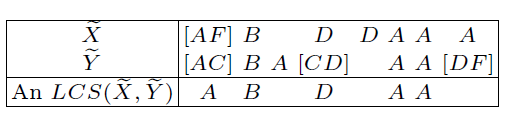 X̃ [AF] B D D A A A
Ỹ [AC] B A [CD] A A [DF]
An LCS(X̃, Ỹ) A B D A A